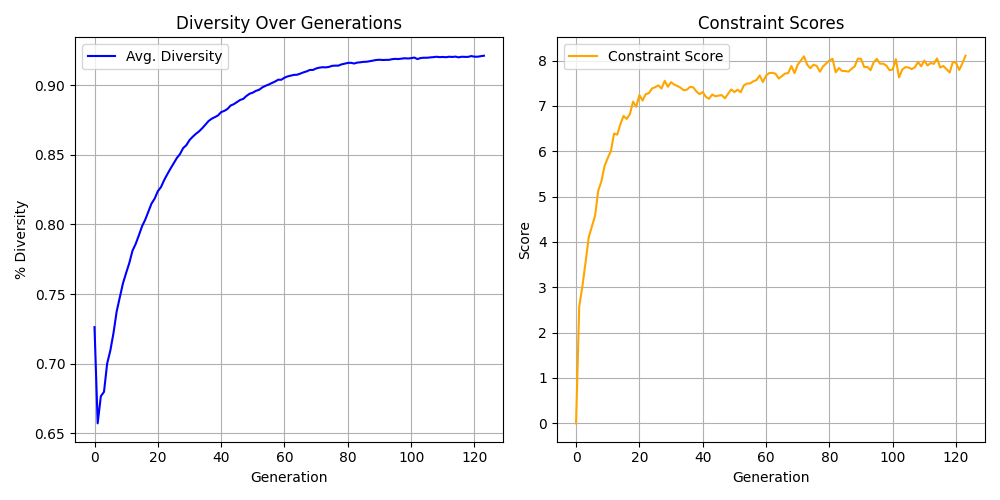 Diversity Over Generations
Avg. Diversity
% Diversity
0.90
0.85
0.80
0.75
0.70
0.65
0 20 40 60 80 100 120
Generation
Constraint Scores
Constraint Score
Score
8
7
6
5
4
3
2
1
0
0 20 40 60 80 100 120
Generation